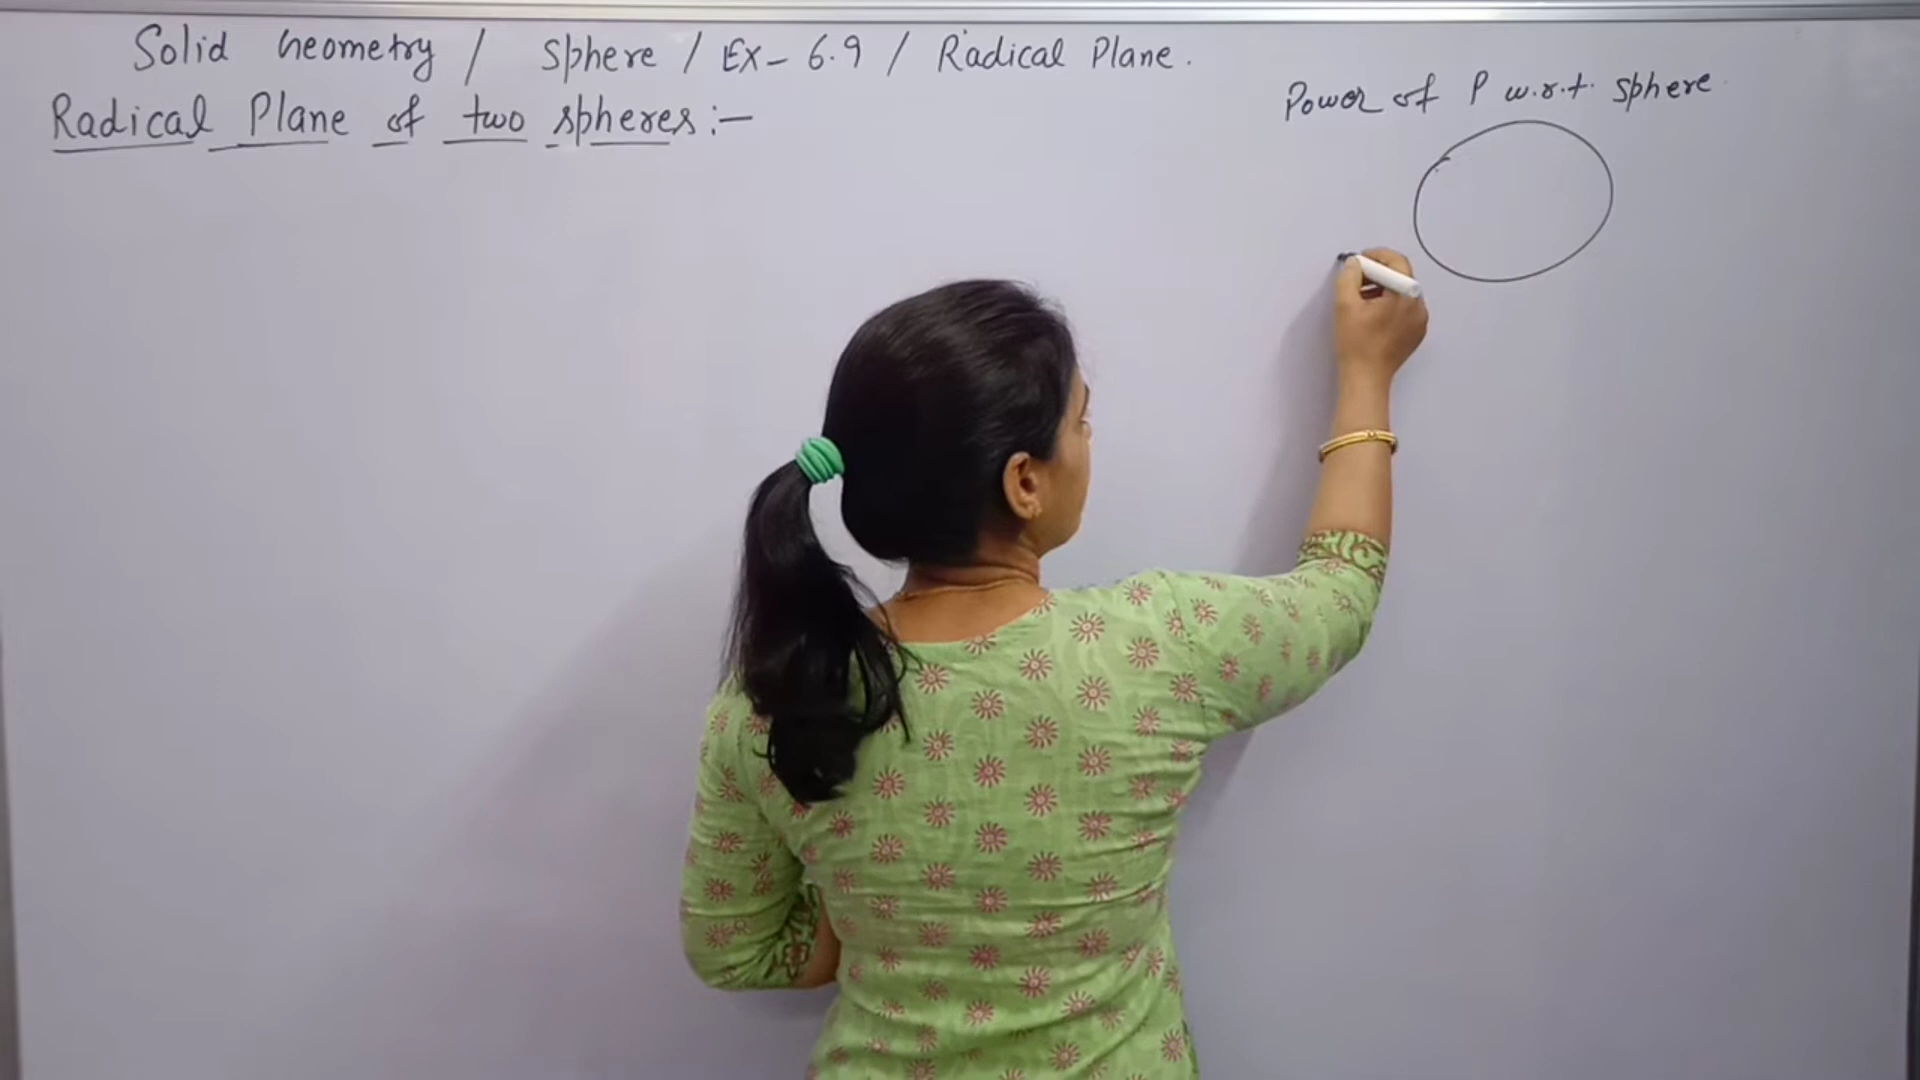 Solid Geometry / Sphere / Ex - 6.9 / Radical Plane.
Radical Plane of two spheres :-
Power of P w.r.t. sphere